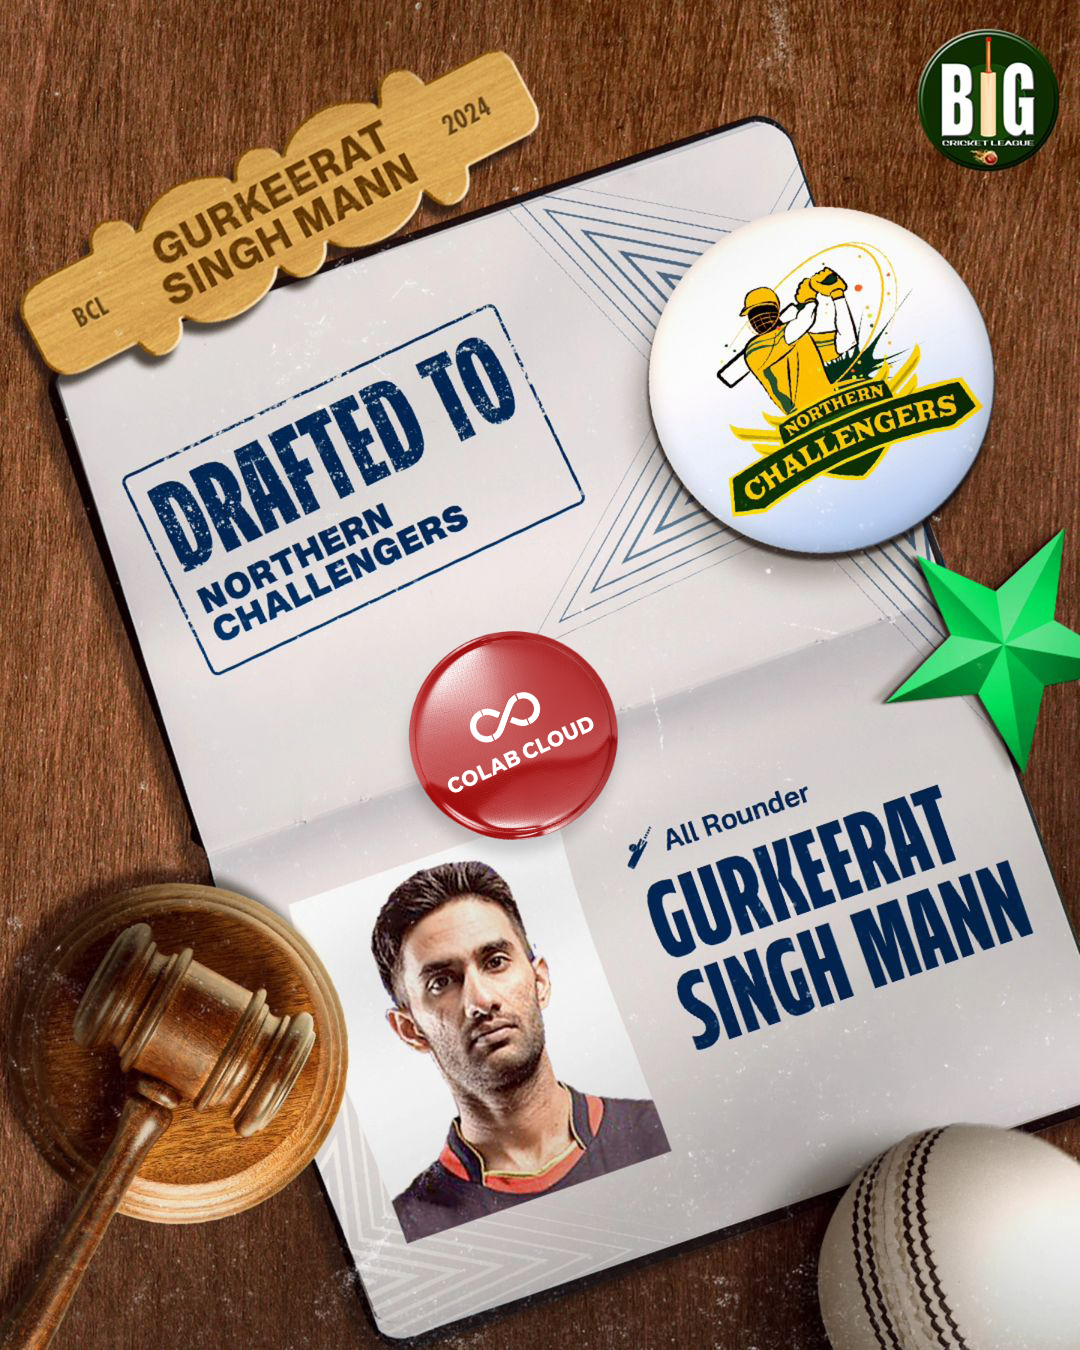 BIG
CRICKET LEAGUE
BCL
GURKEERAT
SINGH MANN
2024
DRAFTED TO
NORTHERN
CHALLENGERS
NORTHERN
CHALLENGERS
COLAB CLOUD
All Rounder
GURKEERAT
SINGH MANN